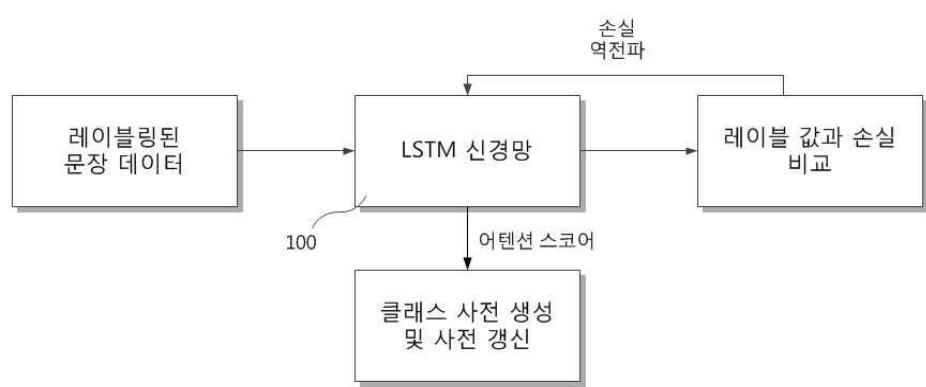 손실
역전파
레이블링된
문장 데이터
LSTM 신경망
레이블 값과 손실
비교
100
어텐션 스코어
클래스 사전 생성
및 사전 갱신